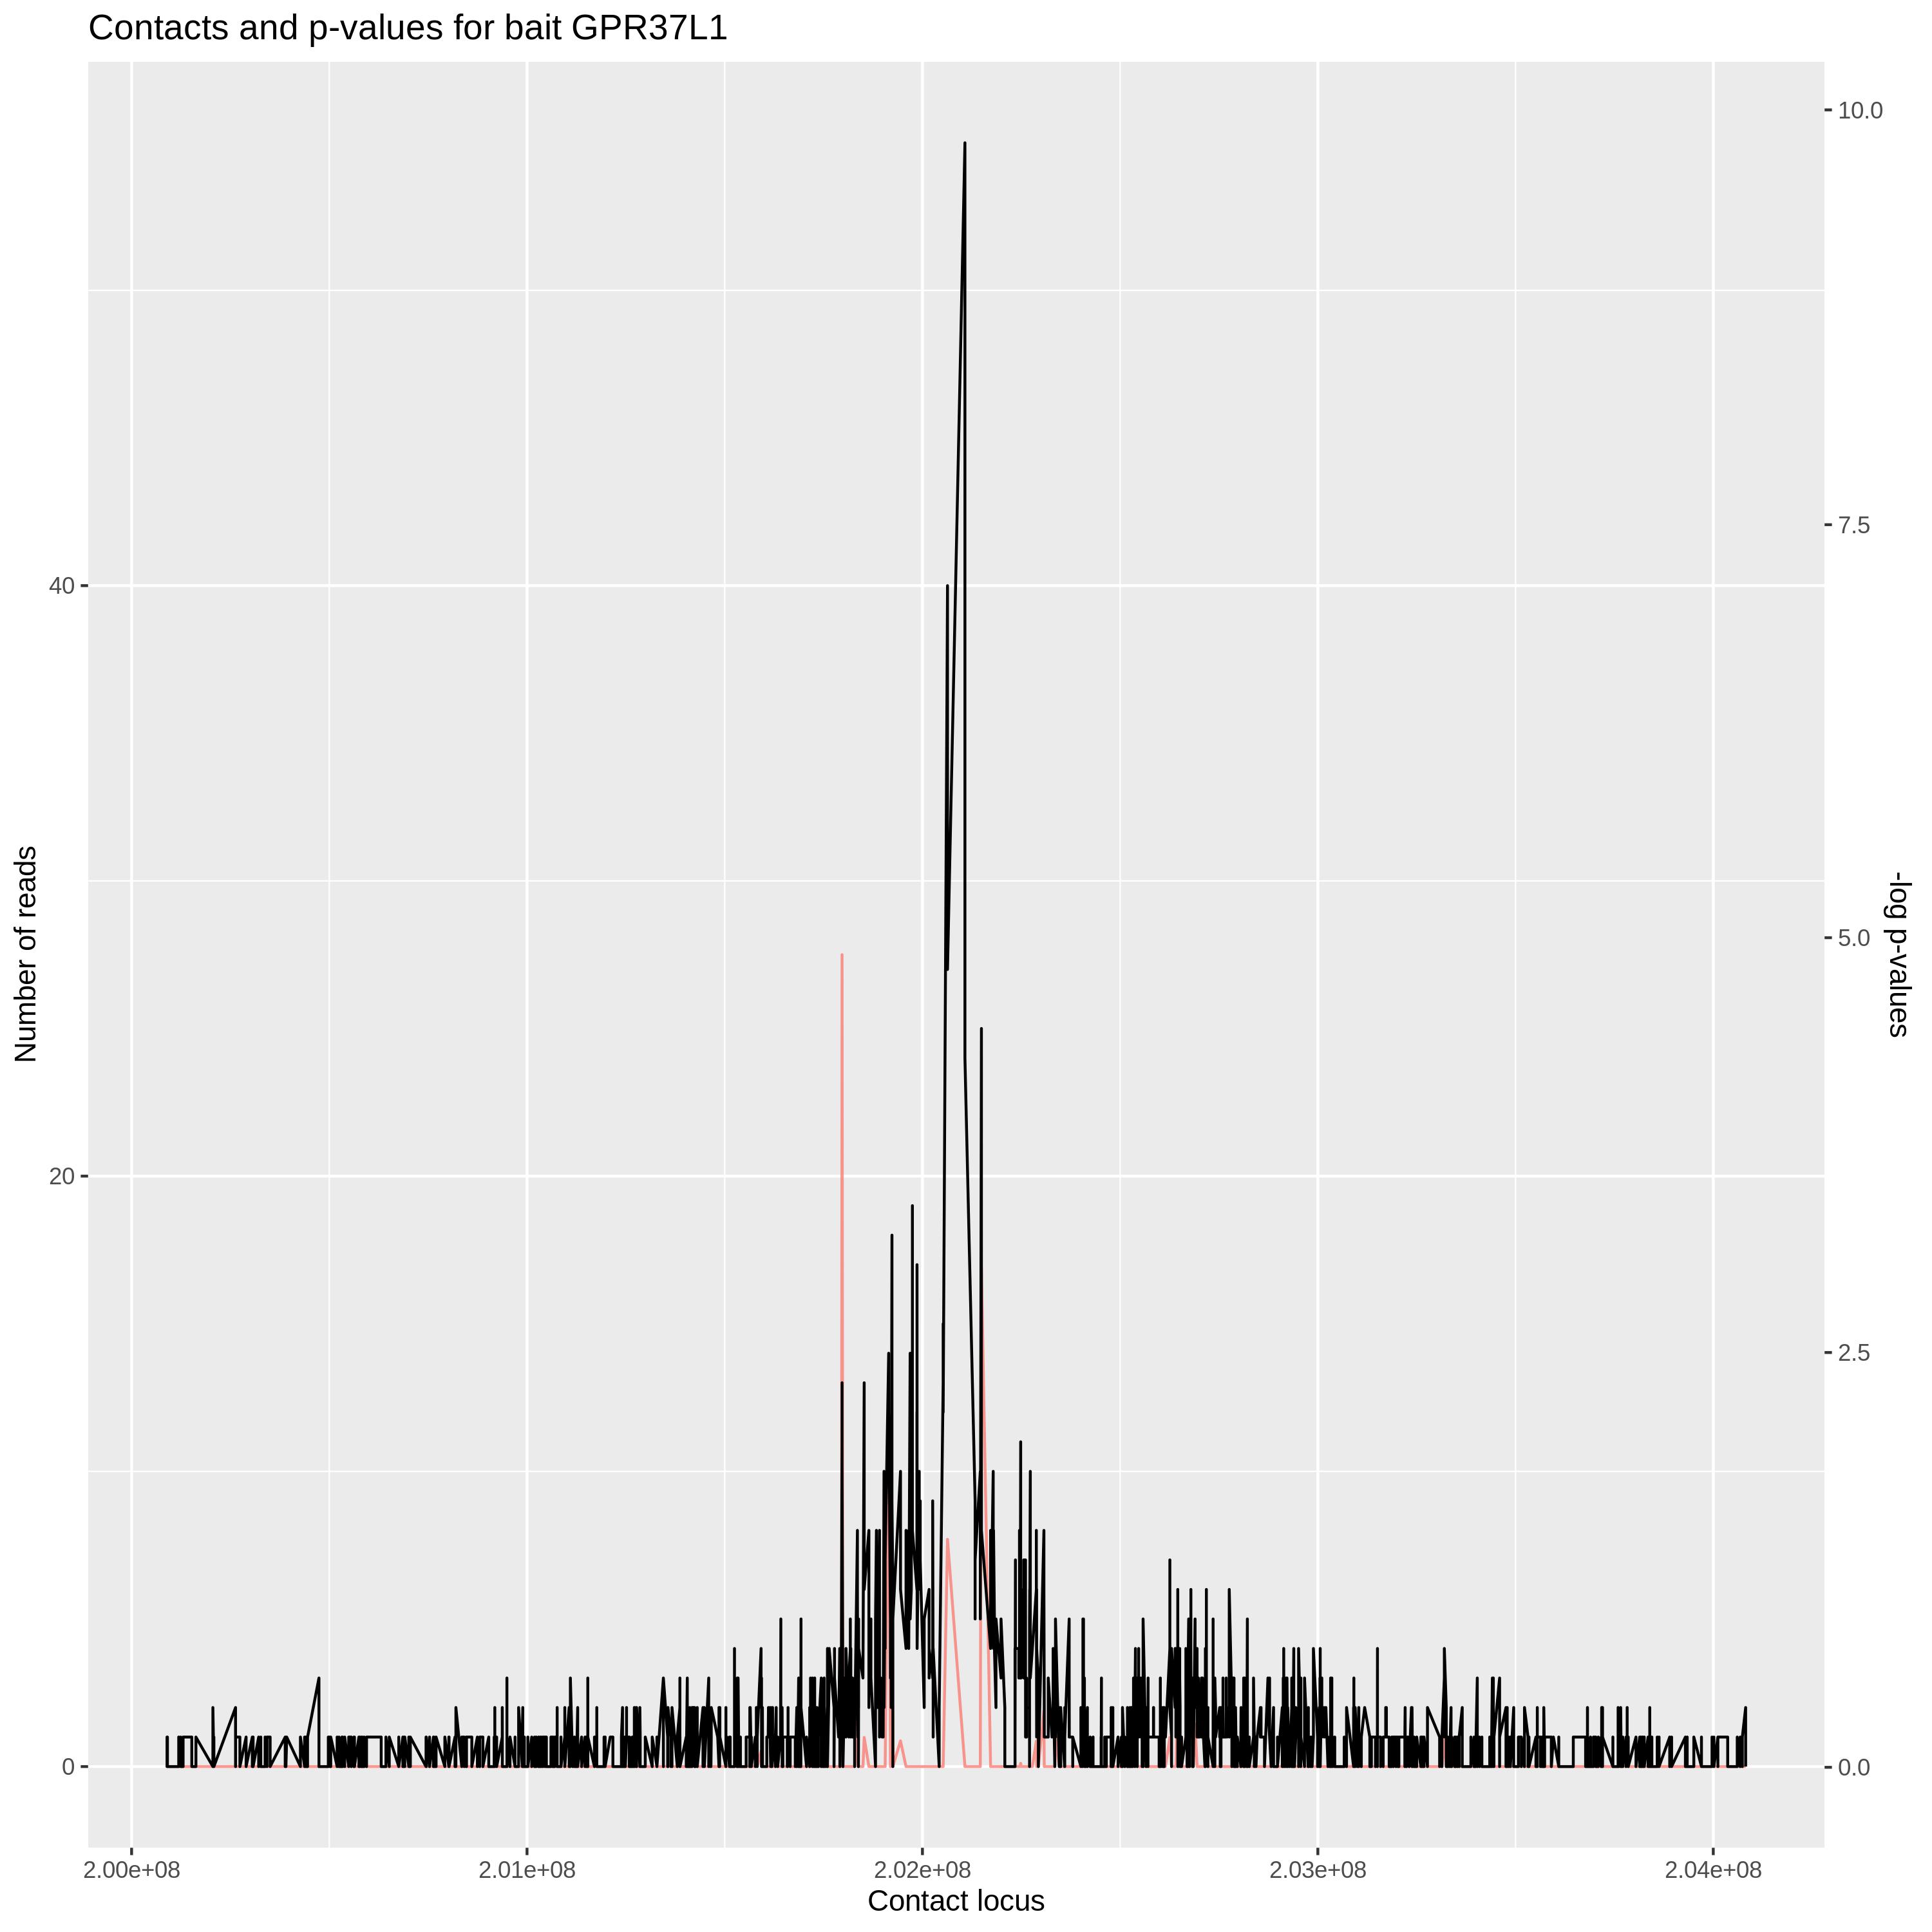 Contacts and p-values for bait GPR37L1
10.0
7.5
40
5.0
Number of reads
-log p-values
20
2.5
0
0.0
2.00e+08 2.01e+08 2.02e+08 2.03e+08 2.04e+08
Contact locus